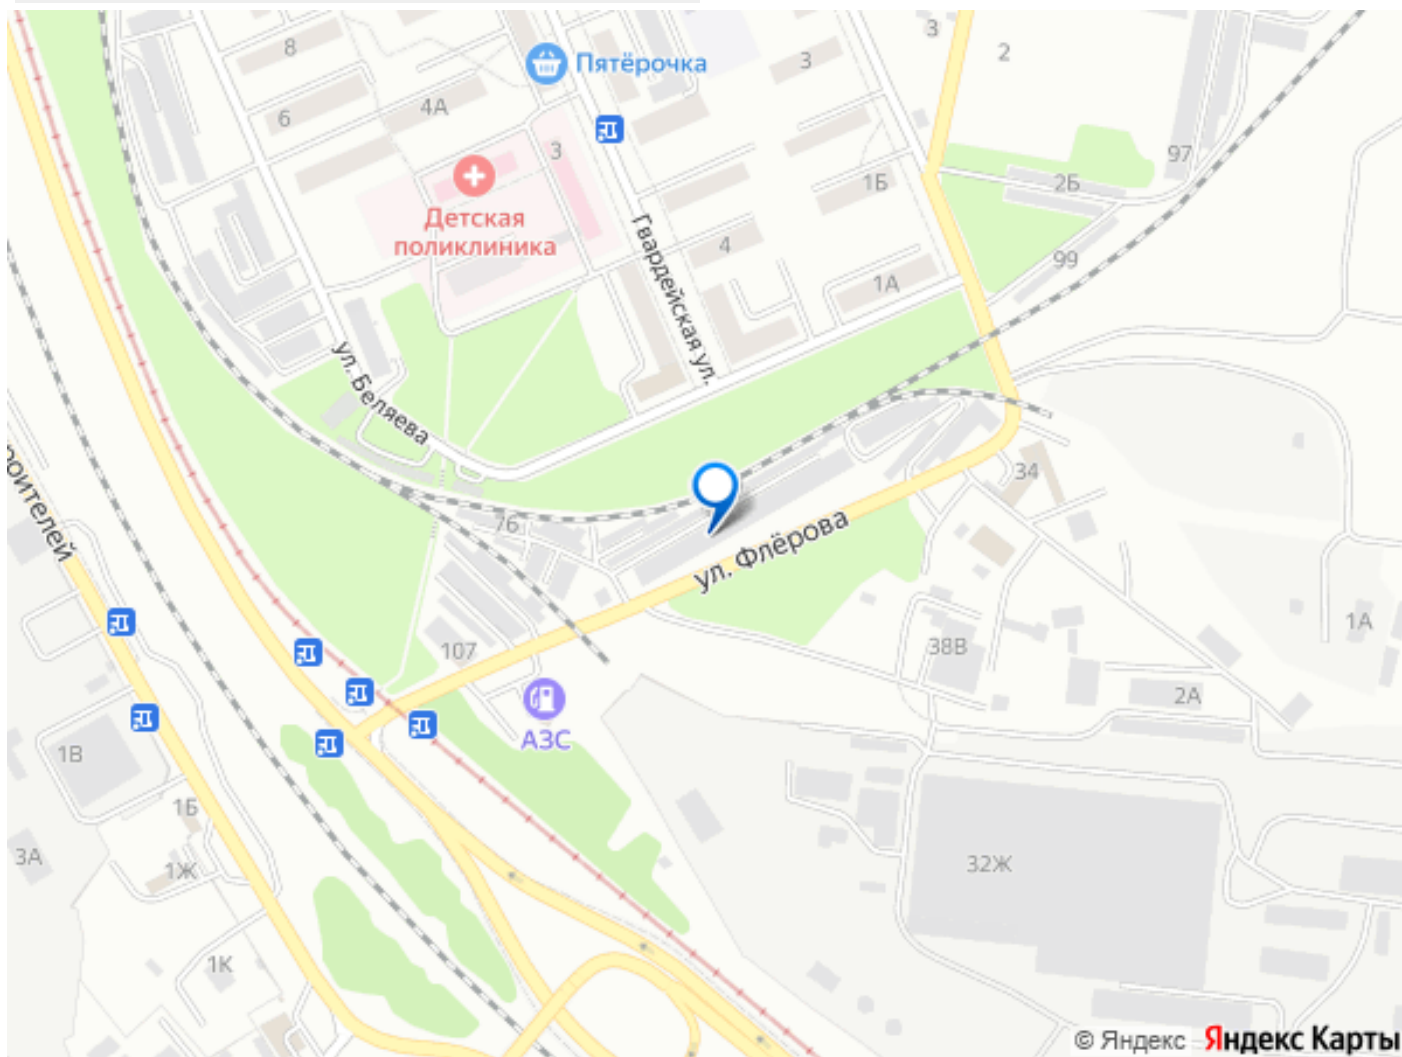 8
Пятёрочка
3
3
2
6
4А
3
97
1Б
2Б
Детская
поликлиника
Гвардейская ул.
4
99
1А
ул. Беляева
34
76
ул. Флёрова
роителей
107
38В
1А
2А
АЗС
1В
1Б
3А
1Ж
32Ж
1К
© Яндекс Яндекс Карты